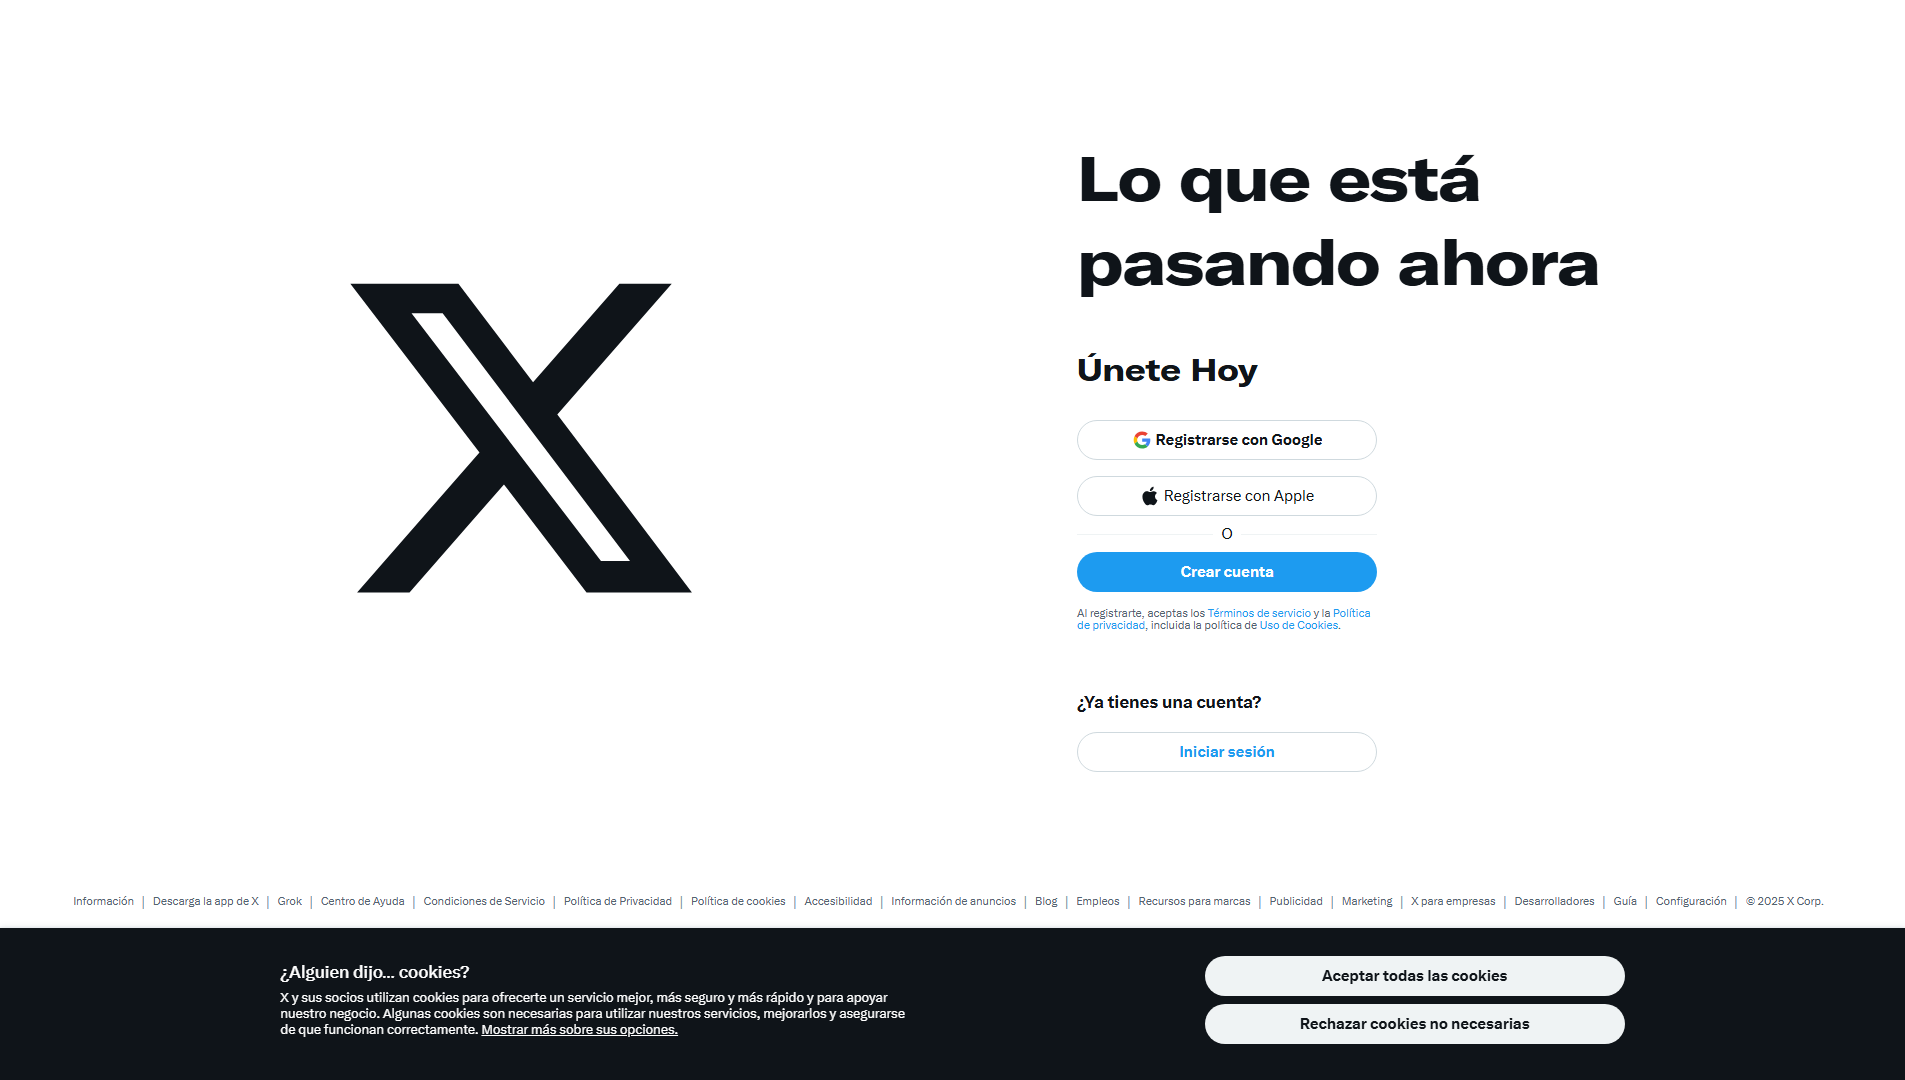 Lo que está
pasando ahora
Únete Hoy
Registrarse con Google
Registrarse con Apple
O
Crear cuenta
Al registrarte, aceptas los Términos de servicio y la Política
de privacidad, incluida la política de Uso de Cookies.
¿Ya tienes una cuenta?
Iniciar sesión
Información | Descarga la app de X | Grok | Centro de Ayuda | Condiciones de Servicio | Política de Privacidad | Política de cookies | Accesibilidad | Información de anuncios | Blog | Empleos | Recursos para marcas | Publicidad | Marketing | X para empresas | Desarrolladores | Guía | Configuración | © 2025 X Corp.
¿Alguien dijo… cookies?
X y sus socios utilizan cookies para ofrecerte un servicio mejor, más seguro y más rápido y para apoyar
nuestro negocio. Algunas cookies son necesarias para utilizar nuestros servicios, mejorarlos y asegurarse
de que funcionan correctamente. Mostrar más sobre sus opciones.
Aceptar todas las cookies
Rechazar cookies no necesarias